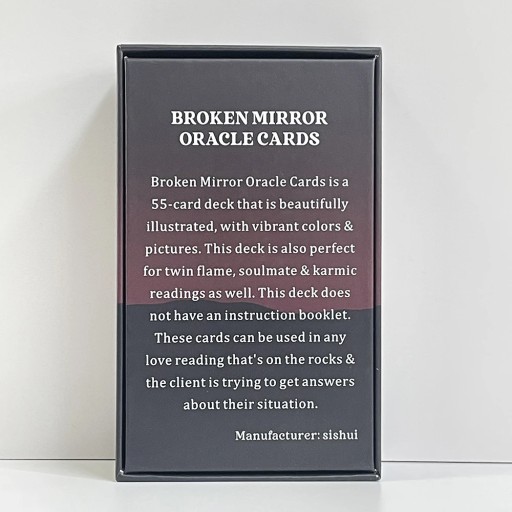 BROKEN MIRROR
ORACLE CARDS
Broken Mirror Oracle Cards is a
55-card deck that is beautifully
illustrated, with vibrant colors &
pictures. This deck is also perfect
for twin flame, soulmate & karmic
readings as well. This deck does
not have an instruction booklet.
These cards can be used in any
love reading that's on the rocks &
the client is trying to get answers
about their situation.
Manufacturer: sishui